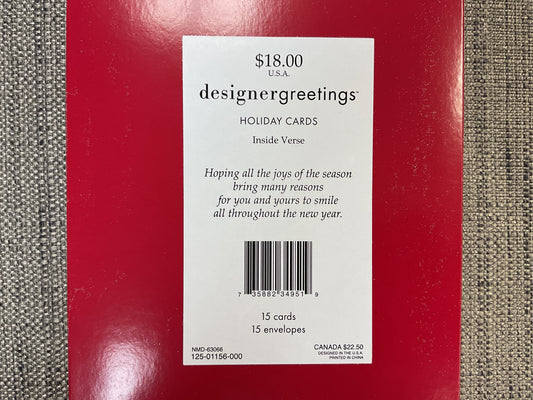 $18.00
U.S.A.
designergreetings™
HOLIDAY CARDS
Inside Verse
Hoping all the joys of the season
bring many reasons
for you and yours to smile
all throughout the new year.
7 35882 34951 9
15 cards
15 envelopes
NMD-63066
125-01156-000
CANADA $22.50
DESIGNED IN THE U.S.A.
PRINTED IN CHINA